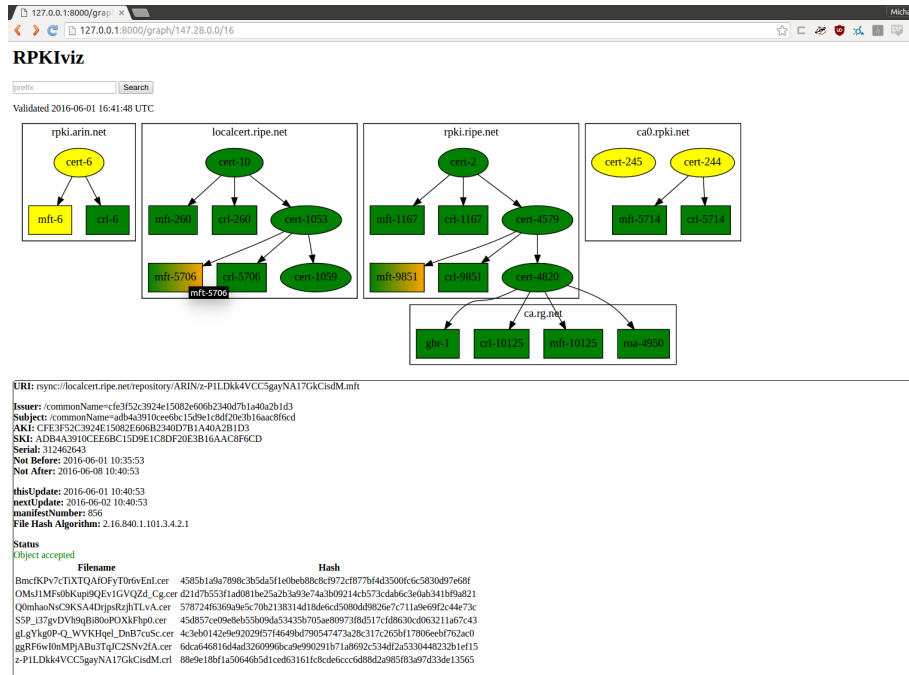 127.0.0.1:8000/grap
Micha
127.0.0.1:8000/graph/147.28.0.0/16
RPKIviz
prefix Search
Validated 2016-06-01 16:41:48 UTC
rpki.arin.net localcert.ripe.net rpki.ripe.net ca0.rpki.net
cert-6 cert-10 cert-2 cert-245 cert-244
mft-6 crl-6 mft-260 crl-260 cert-1053 mft-1167 crl-1167 cert-4579 mft-5714 crl-5714
mft-5706 crl-5706 cert-1059 mft-9851 crl-9851 cert-4820
mft-5706
ca.rg.net
gbr-1 crl-10125 mft-10125 roa-4950
URI: rsync://localcert.ripe.net/repository/ARIN/z-P1LDkk4VCC5gayNA17GkCisdM.mft
Issuer: /commonName=cfe3f52c3924e15082e606b2340d7b1a40a2b1d3
Subject: /commonName=adb4a3910cee6bc15d9e1c8df20e3b16aac8f6cd
AKI: CFE3F52C3924E15082E606B2340D7B1A40A2B1D3
SKI: ADB4A3910CEE6BC15D9E1C8DF20E3B16AAC8F6CD
Serial: 312462643
Not Before: 2016-06-01 10:35:53
Not After: 2016-06-08 10:40:53
thisUpdate: 2016-06-01 10:40:53
nextUpdate: 2016-06-02 10:40:53
manifestNumber: 856
File Hash Algorithm: 2.16.840.1.101.3.4.2.1
Status
Object accepted
Filename Hash
BmcfKPv7cTiXTQAfOFyT0r6vEnI.cer 4585b1a9a7898c3b5da5f1e0beb88c8cf972cf877bf4d3500fc6c5830d97e68f
OMsJ1MFs0bKupi9QEv1GVQZd_Cg.cer d21d7b553f1ad081be25a2b3a93e74a3b09214cb573cdab6c3e0ab341bf9a821
Q0mhaoNsC9KSA4DrjpsRzjhTLvA.cer 578724f6369a9e5c70b2138314d18de6cd5080dd9826e7c711a9e69f2c44e73c
S5P_i37gvDVh9qBi80oPOXkFhp0.cer 45d857ce09e8eb55b09da53435b705ae80973f8d517cfd8630cd063211a67c43
gLgYkg0P-Q_WVKHqel_DnB7cuSc.cer 4c3eb0142e9e92029f57f4649bd790547473a28c317c265bf17806eebf762ac0
ggRF6wI0nMPjABu3TqJC2SNv2fA.cer 6dca646816d4ad3260996bca9e990291b71a8692c534df2a5330448232b1ef15
z-P1LDkk4VCC5gayNA17GkCisdM.crl 88e9e18bf1a50646b5d1ced63161fc8cde6ccc6d88d2a985f83a97d33de13565